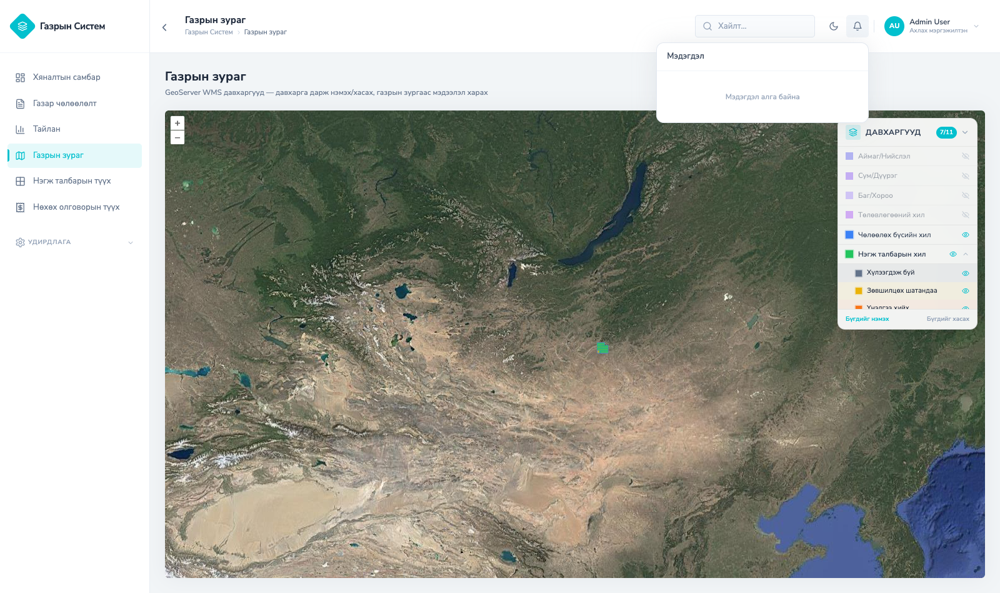 Газрын Систем
Хяналтын самбар
Газар чөлөөлөлт
Тайлан
Газрын зураг
Нэгж талбарын түүх
Нөхөх олговорын түүх
УДИРДЛАГА
Газрын зураг
Газрын Систем › Газрын зураг
Хайлт...
AU
Admin User
Ахлах мэргэжилтэн
Мэдэгдэл
Мэдэгдэл алга байна
Газрын зураг
GeoServer WMS давхаргууд — давхарга дарж нэмэх/хасах, газрын зургаас мэдээлэл харах
+
−
ДАВХАРГУУД 7/11
Аймаг/Нийслэл
Сум/Дүүрэг
Баг/Хороо
Төлөвлөгөөний хил
Чөлөөлөх бүсийн хил
Нэгж талбарын хил
Хүлээгдэж буй
Зөвшилцөх шатандаа
Үнэлгээ хийх
Бүгдийг нэмэх
Бүгдийг хасах